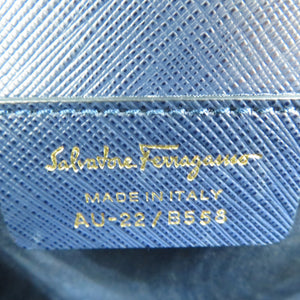 Salvatore Ferragamo
MADE IN ITALY
AU-22/B558